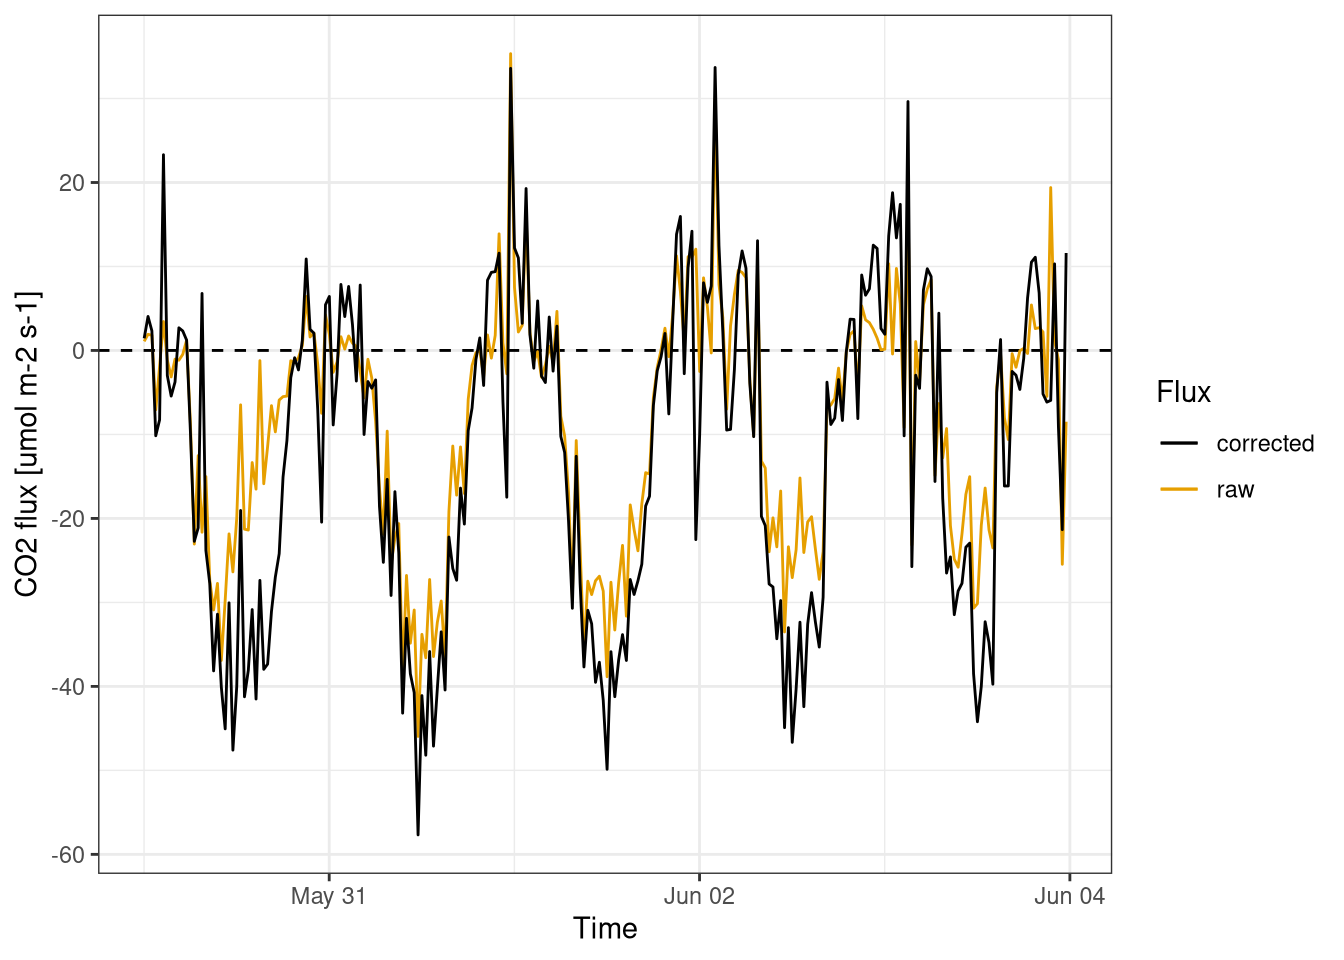 CO2 flux [umol m-2 s-1]
20
0
-20
-40
-60
May 31
Jun 02
Jun 04
Time
Flux
corrected
raw